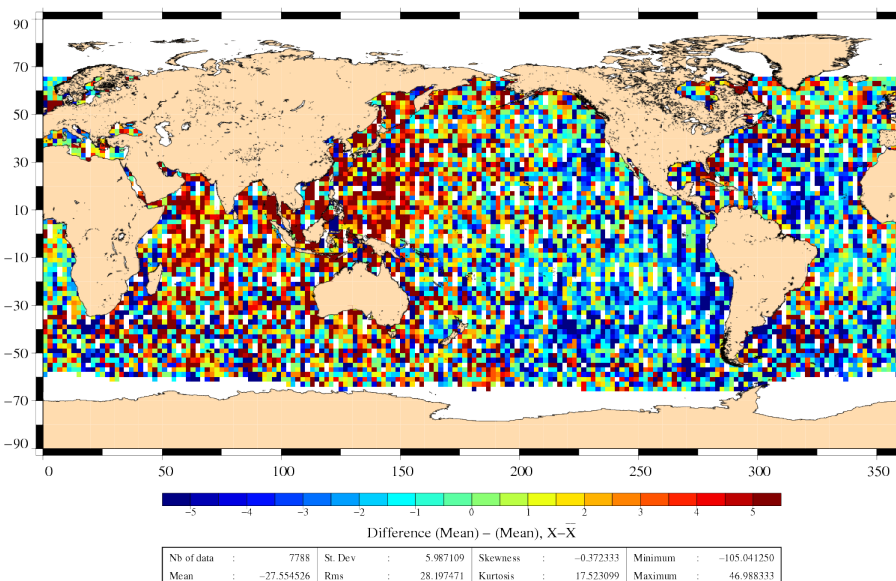 90
70
50
30
10
−10
−30
−50
−70
−90
0 50 100 150 200 250 300 350
−5 −4 −3 −2 −1 0 1 2 3 4 5
Difference (Mean) − (Mean), X−X̅
Nb of data : 7788 St. Dev : 5.987109 Skewness : −0.372333 Minimum : −105.041250
Mean : −27.554526 Rms : 28.197471 Kurtosis : 17.523099 Maximum : 46.988333